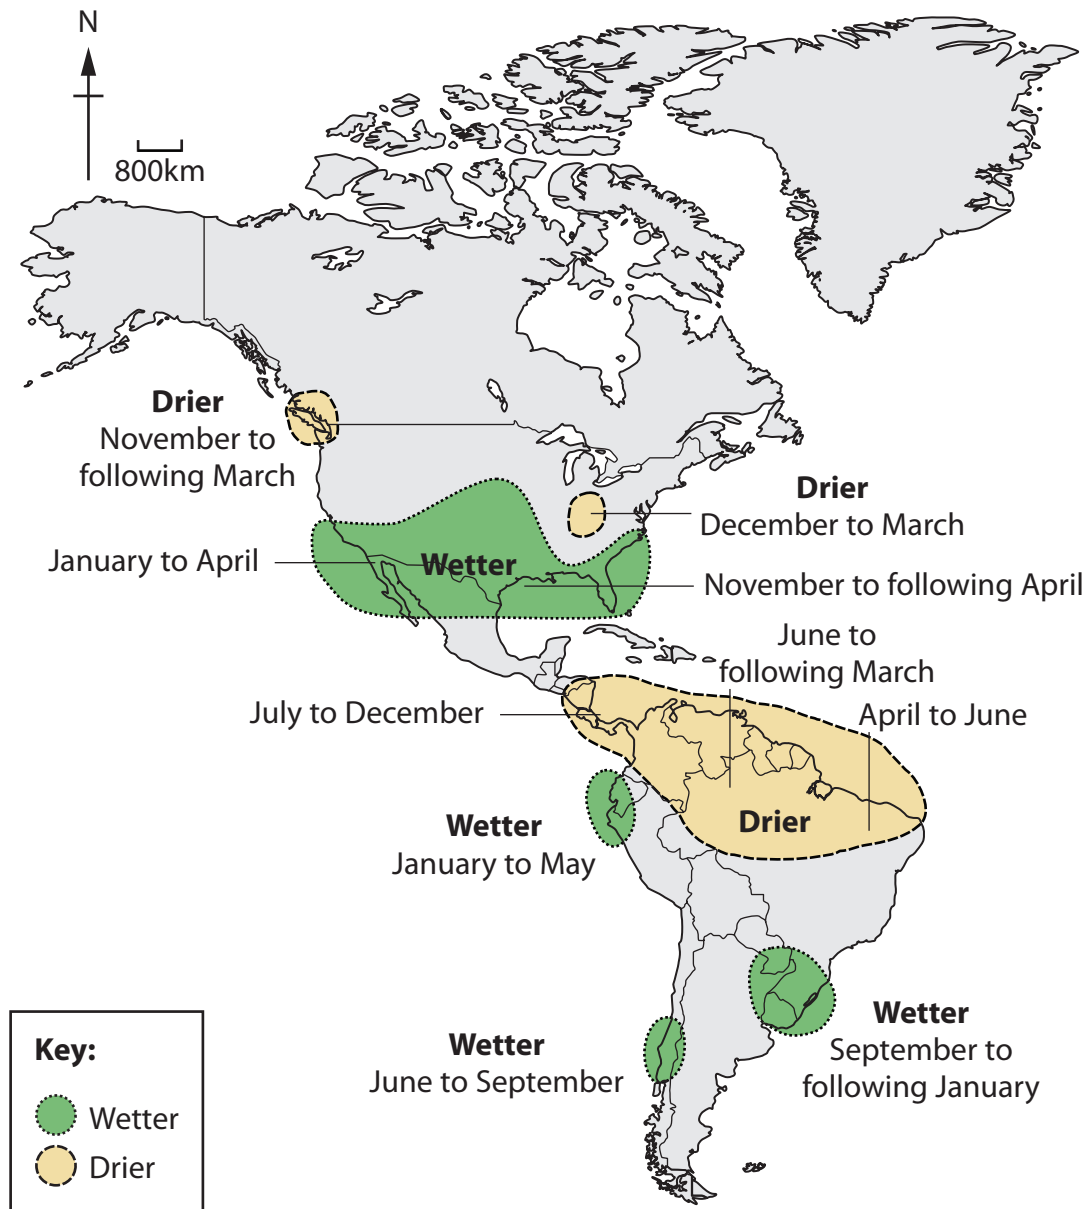 N
800km
Drier
November to
following March
Drier
December to March
January to April
Wetter
November to following April
June to
following March
July to December
April to June
Wetter
January to May
Drier
Wetter
June to September
Wetter
September to
following January
Key:
Wetter
Drier